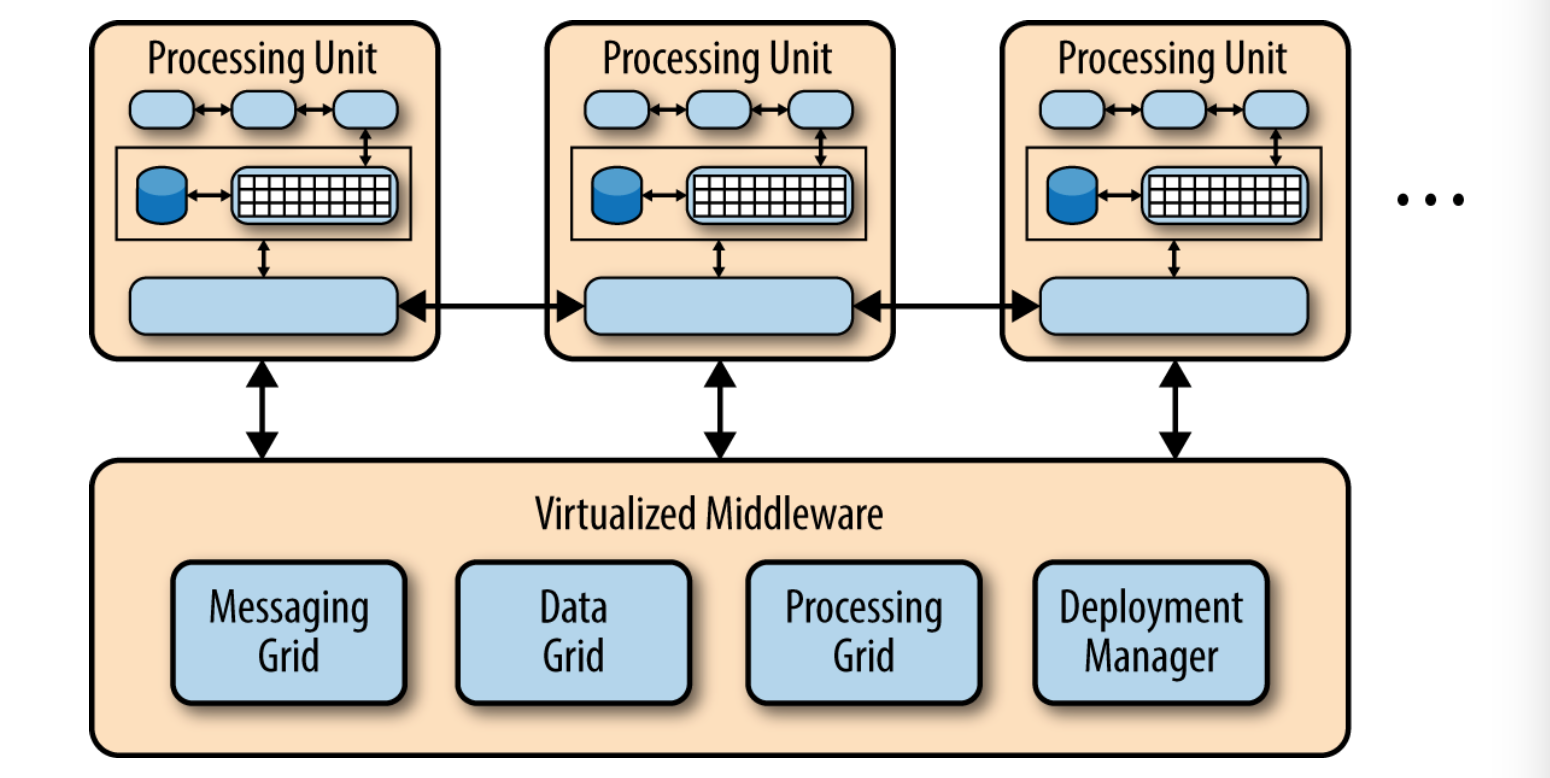 Processing Unit
Processing Unit
Processing Unit
Virtualized Middleware
Messaging
Grid
Data
Grid
Processing
Grid
Deployment
Manager